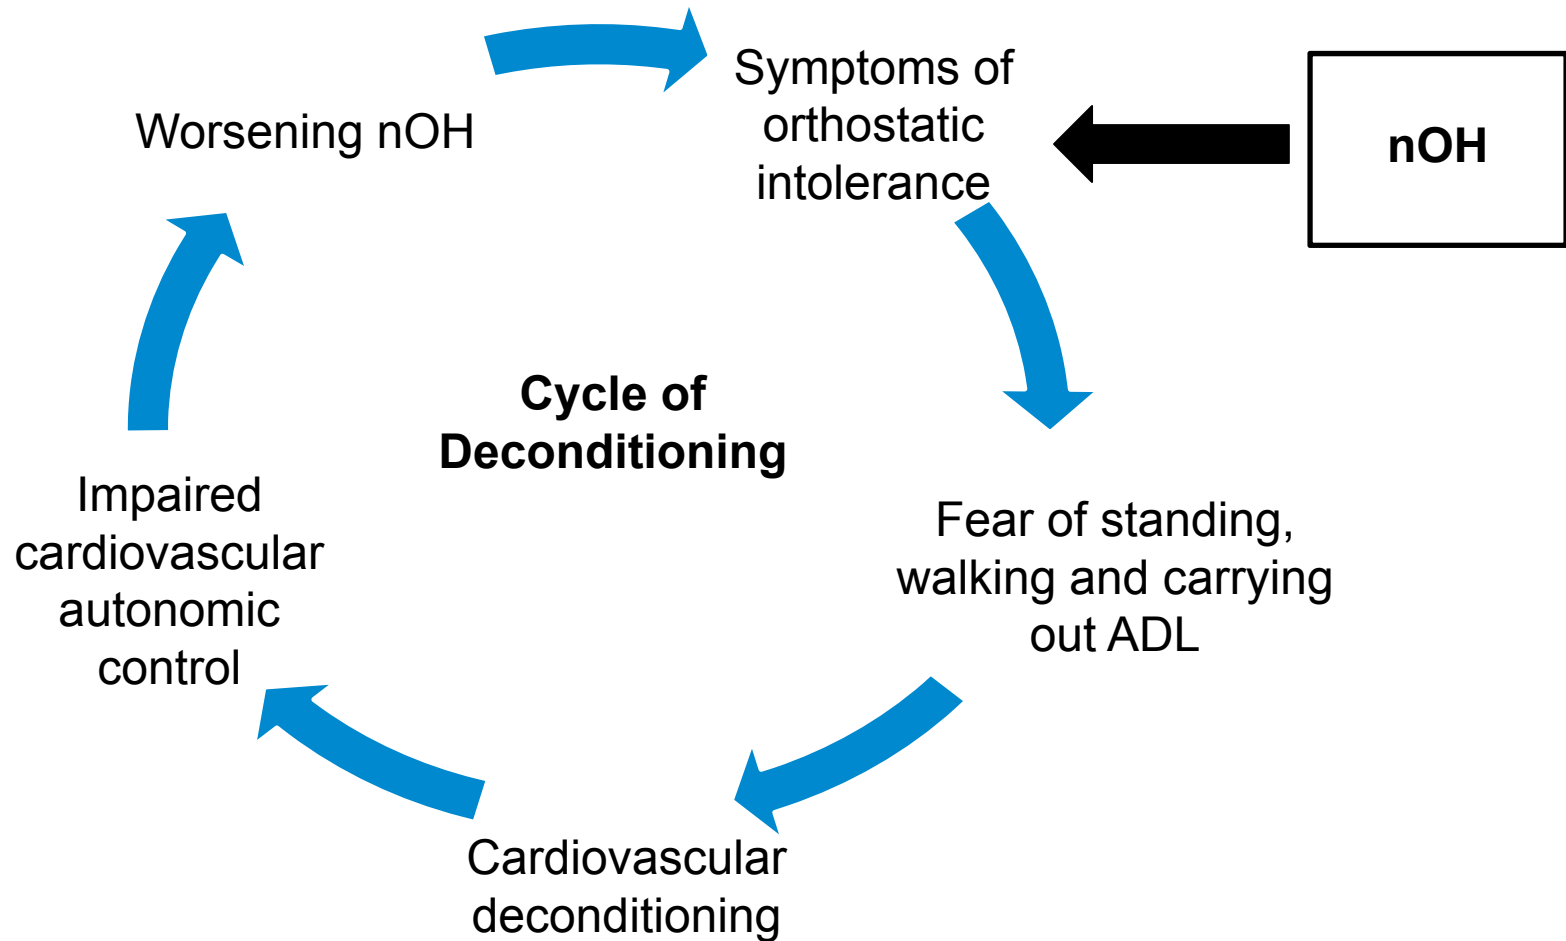 Symptoms of
orthostatic
intolerance
nOH
Worsening nOH
Cycle of
Deconditioning
Fear of standing,
walking and carrying
out ADL
Impaired
cardiovascular
autonomic
control
Cardiovascular
deconditioning